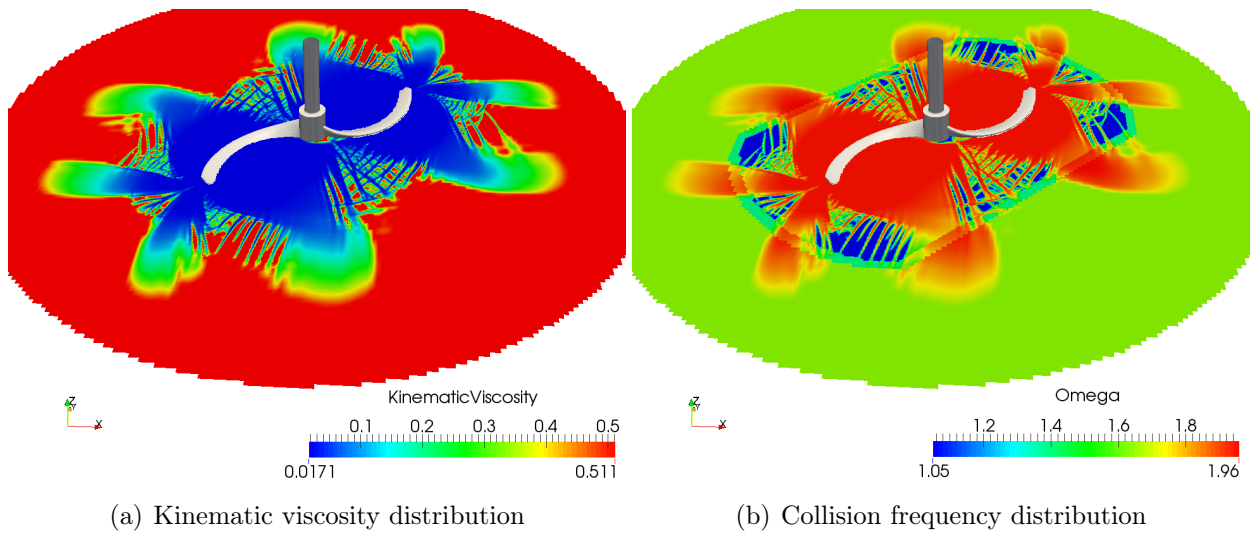 KinematicViscosity
0.1 0.2 0.3 0.4 0.5
0.0171 0.511
Z
Y
X
(a) Kinematic viscosity distribution
Omega
1.2 1.4 1.6 1.8
1.05 1.96
Z
Y
X
(b) Collision frequency distribution